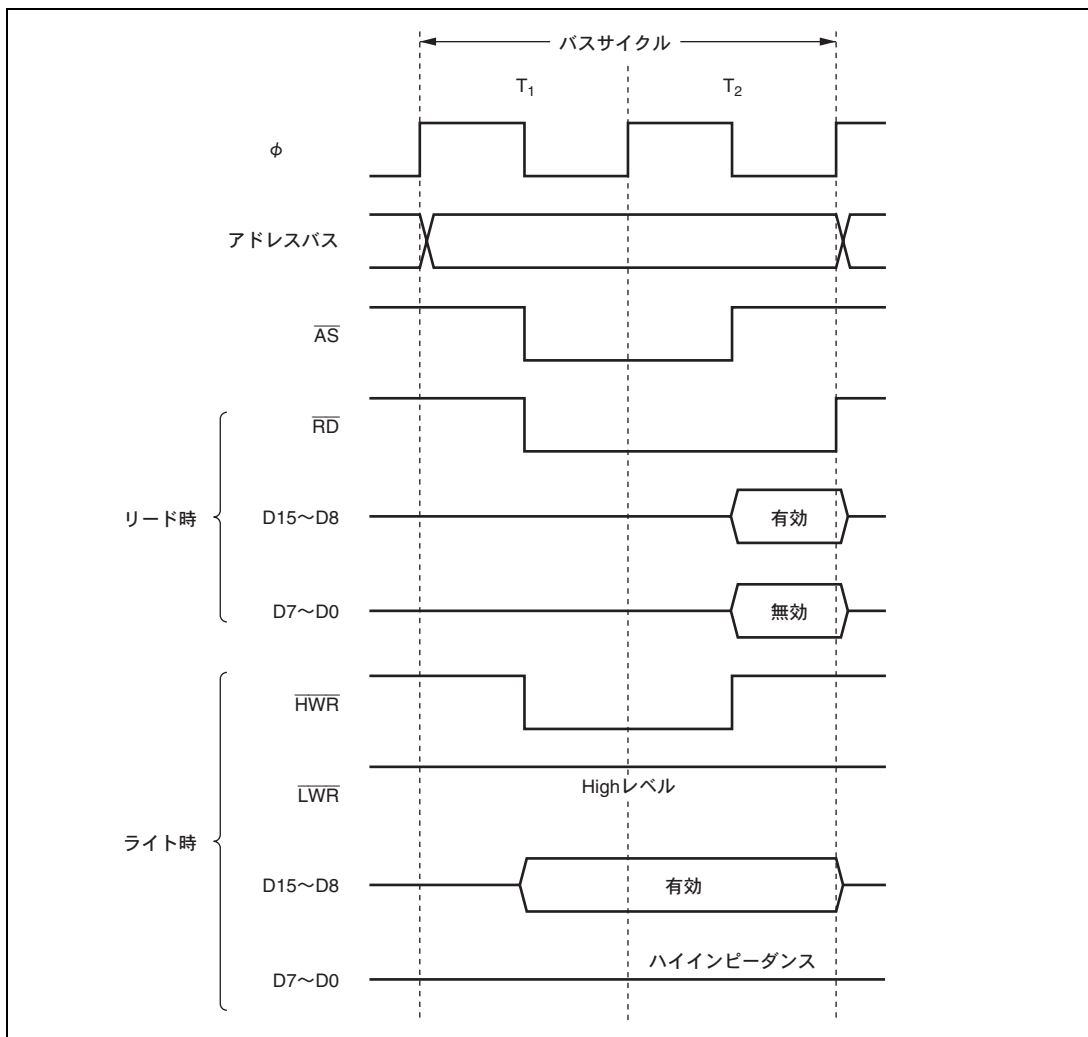 バスサイクル
T1 T2
φ
アドレスバス
AS
RD
リード時
D15〜D8 有効
D7〜D0 無効
HWR
LWR Highレベル
ライト時
D15〜D8 有効
D7〜D0 ハイインピーダンス